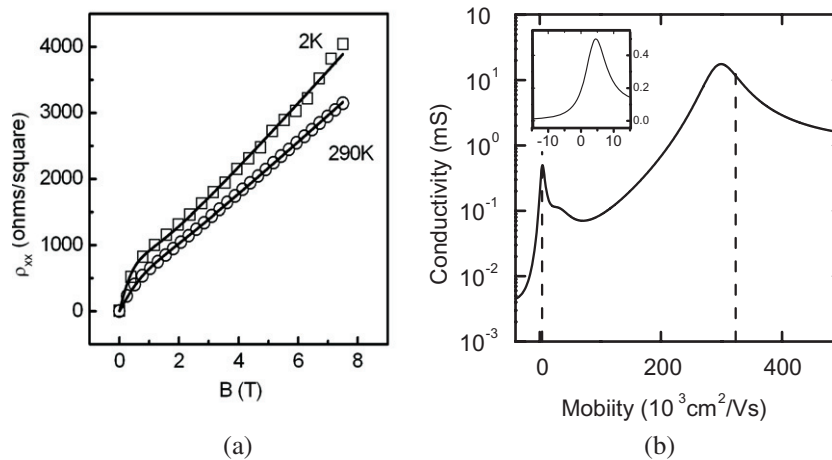 4000
3000
2000
1000
0
ρxx (ohms/square)
2K
290K
0 2 4 6 8
B (T)
(a)
10^1 mS
10^1
10^0
10^-1
10^-2
10^-3
Conductivity (mS)
0.4
0.2
0.0
-10 0 10
0 200 400
Mobiity (10^3cm^2/Vs)
(b)